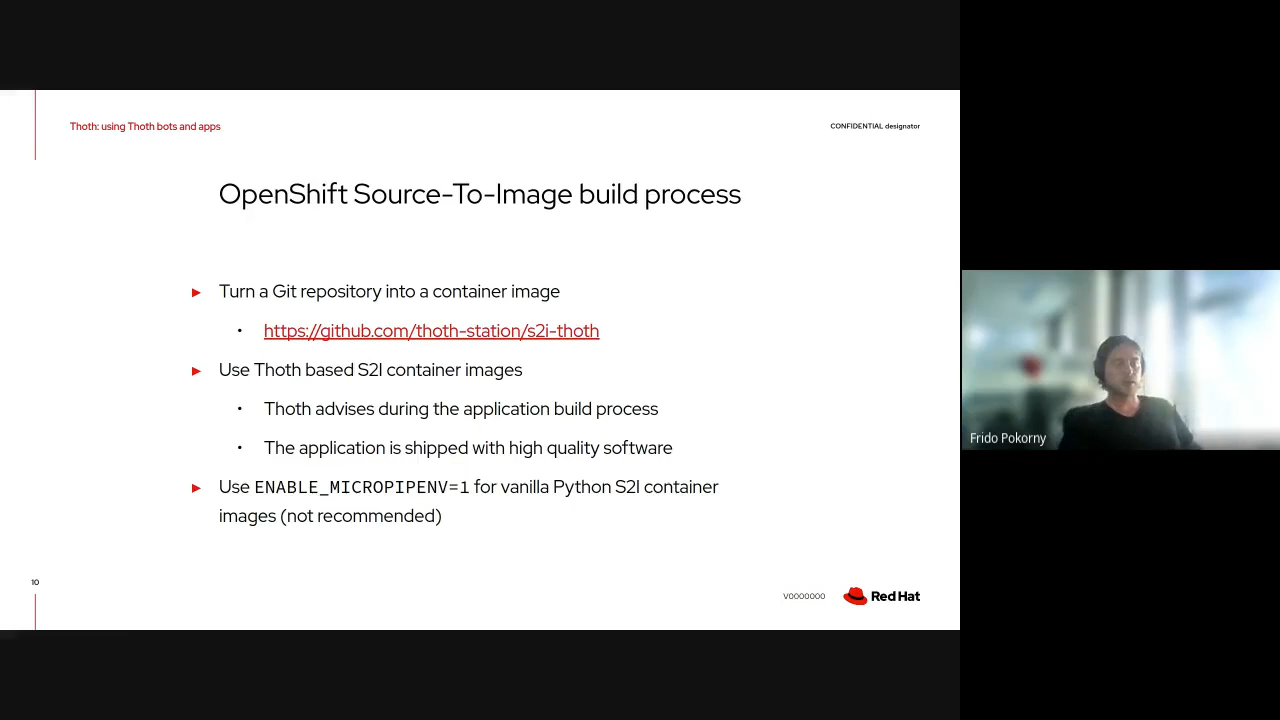 Thoth: using Thoth bots and apps
CONFIDENTIAL designator
OpenShift Source-To-Image build process
► Turn a Git repository into a container image
• https://github.com/thoth-station/s2i-thoth
► Use Thoth based S2I container images
• Thoth advises during the application build process
• The application is shipped with high quality software
► Use ENABLE_MICROPIPENV=1 for vanilla Python S2I container
images (not recommended)
10
V0000000
Red Hat
Frido Pokorny